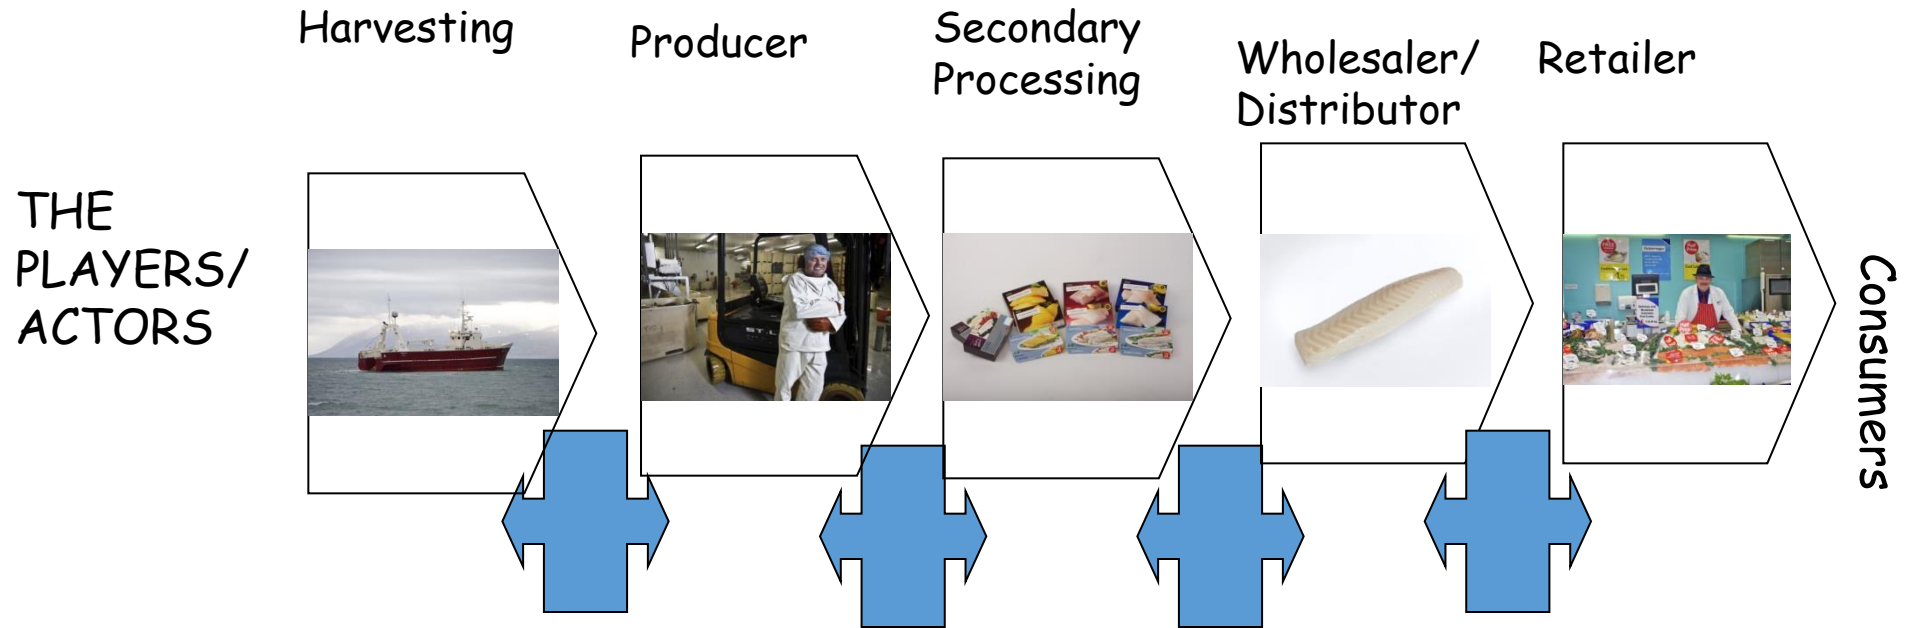 Harvesting
Producer
Secondary
Processing
Wholesaler/
Distributor
Retailer
THE
PLAYERS/
ACTORS
Consumers